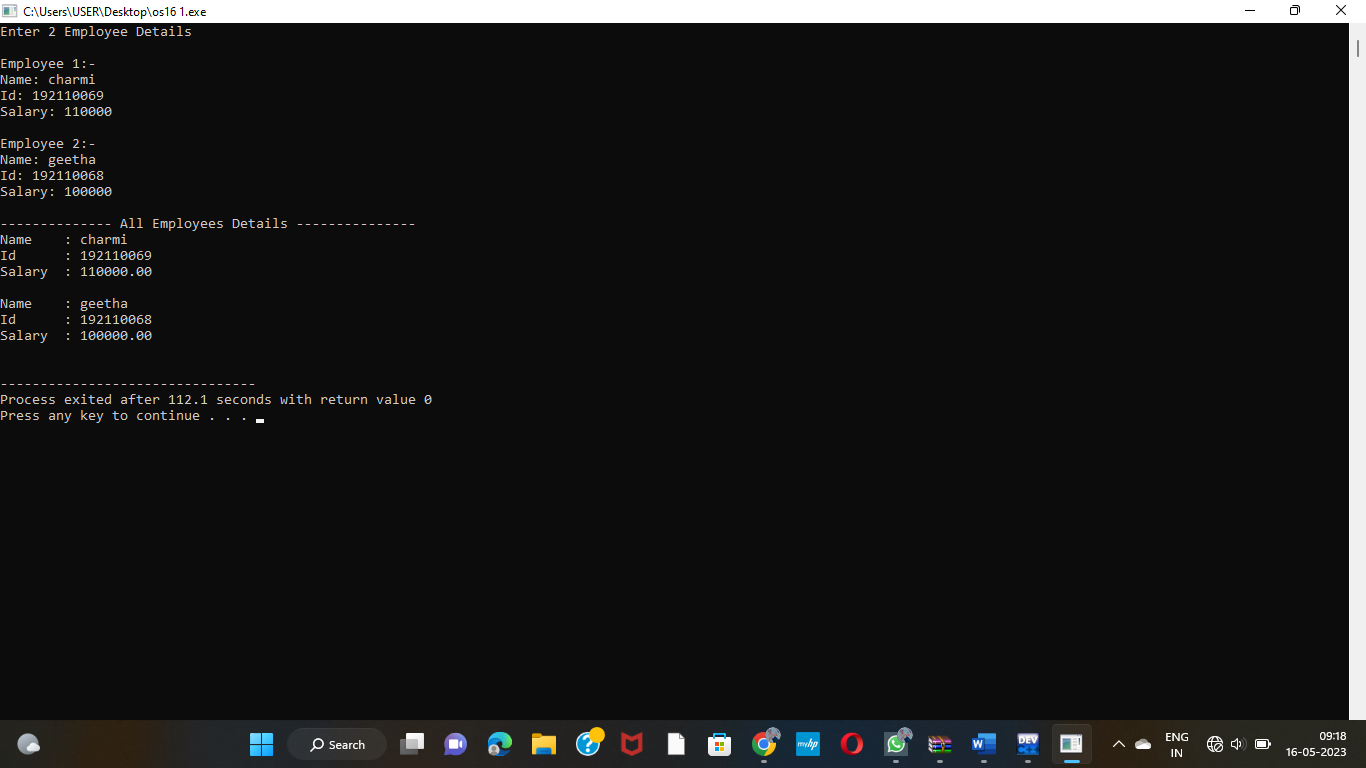 C:\Users\USER\Desktop\os16 1.exe
Enter 2 Employee Details
Employee 1:-
Name: charmi
Id: 192110069
Salary: 110000
Employee 2:-
Name: geetha
Id: 192110068
Salary: 100000
-------------- All Employees Details ---------------
Name    : charmi
Id      : 192110069
Salary  : 110000.00
Name    : geetha
Id      : 192110068
Salary  : 100000.00
--------------------------------
Process exited after 112.1 seconds with return value 0
Press any key to continue . . .
Search
myhp
W
DEV
ENG
IN
09:18
16-05-2023